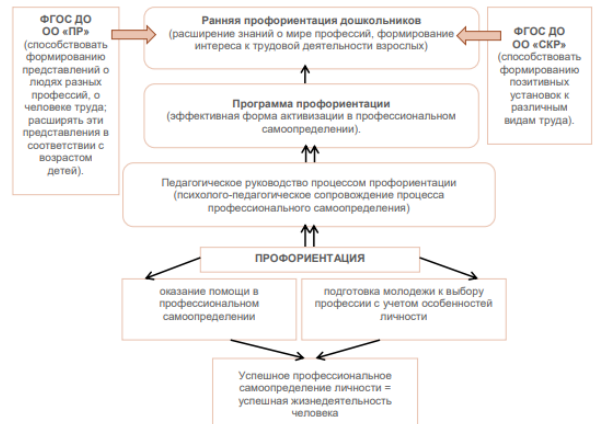 ФГОС ДО
ОО «ПР»
(способствовать
формированию
представлений о
людях разных
профессий, о
человеке труда;
расширять эти
представления в
соответствии с
возрастом
детей).
Ранняя профориентация дошкольников
(расширение знаний о мире профессий, формирование
интереса к трудовой деятельности взрослых)
ФГОС ДО
ОО «СКР»
(способствовать
формированию
позитивных
установок к
различным
видам труда).
Программа профориентации
(эффективная форма активизации в профессиональном
самоопределении).
Педагогическое руководство процессом профориентации
(психолого-педагогическое сопровождение процесса
профессионального самоопределения)
ПРОФОРИЕНТАЦИЯ
оказание помощи в
профессиональном
самоопределении
подготовка молодежи к выбору
профессии с учетом особенностей
личности
Успешное профессиональное
самоопределение личности =
успешная жизнедеятельность
человека